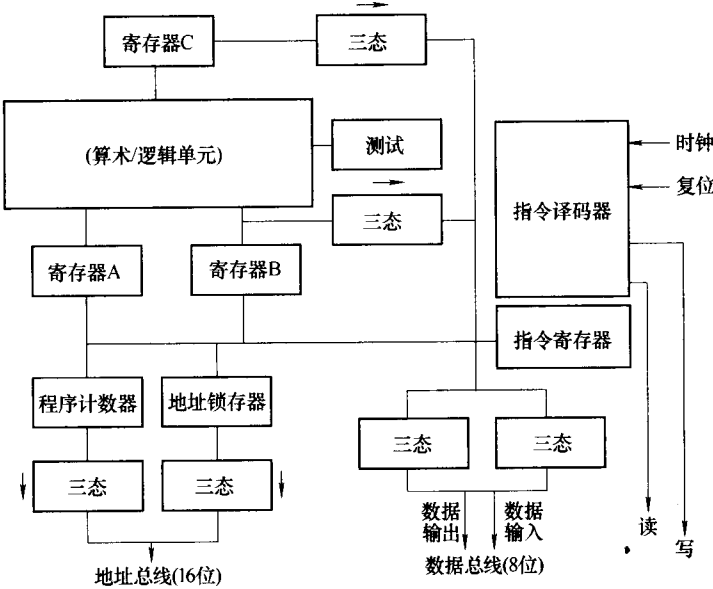 寄存器C
三态
(算术/逻辑单元)
测试
时钟
复位
指令译码器
三态
寄存器A
寄存器B
指令寄存器
程序计数器
地址锁存器
三态
三态
三态
三态
数据
输出
数据
输入
读
写
地址总线(16位)
数据总线(8位)